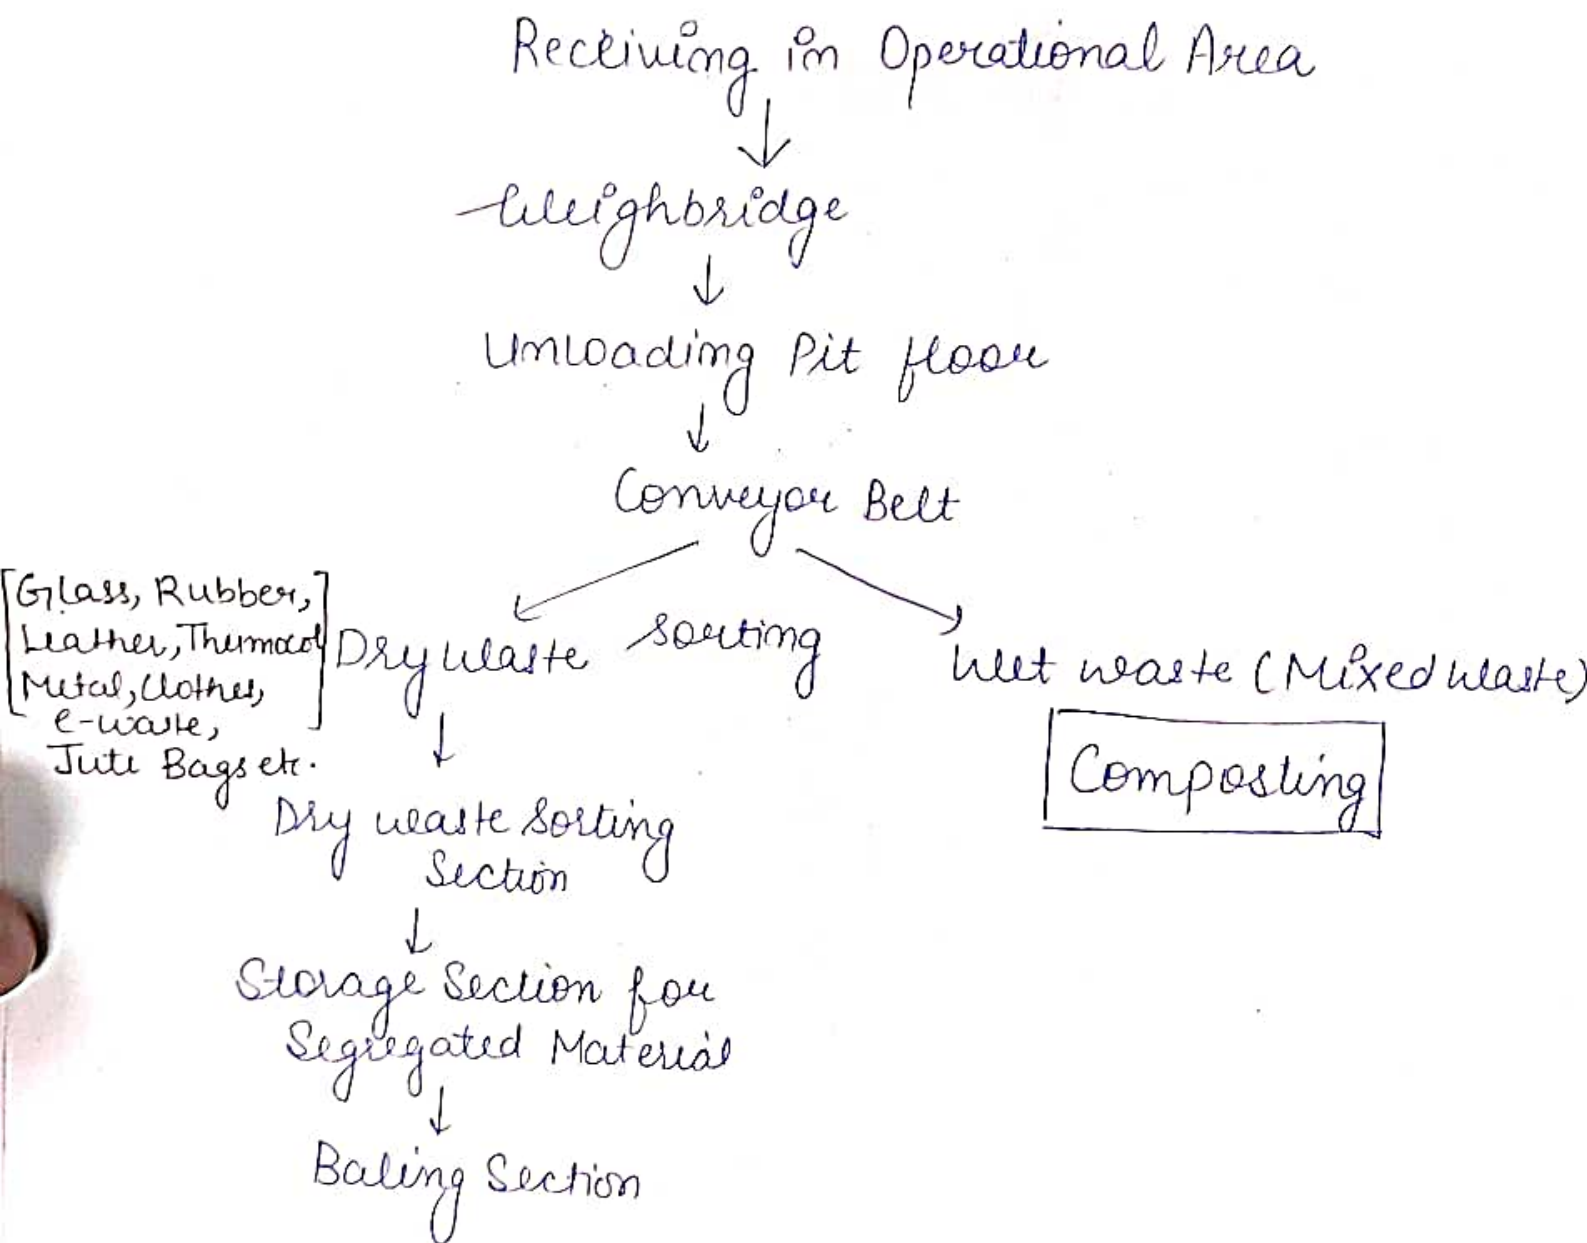 Receiving in Operational Area
Weighbridge
Unloading Pit floor
Conveyor Belt
[Glass, Rubber,]
Leather, Thermocol
Metal, Clothes,
e-waste,
Jute Bags etc.
Dry waste sorting
Wet waste (Mixed waste)
Composting
Dry waste Sorting
Section
Storage Section for
Segregated Material
Baling Section